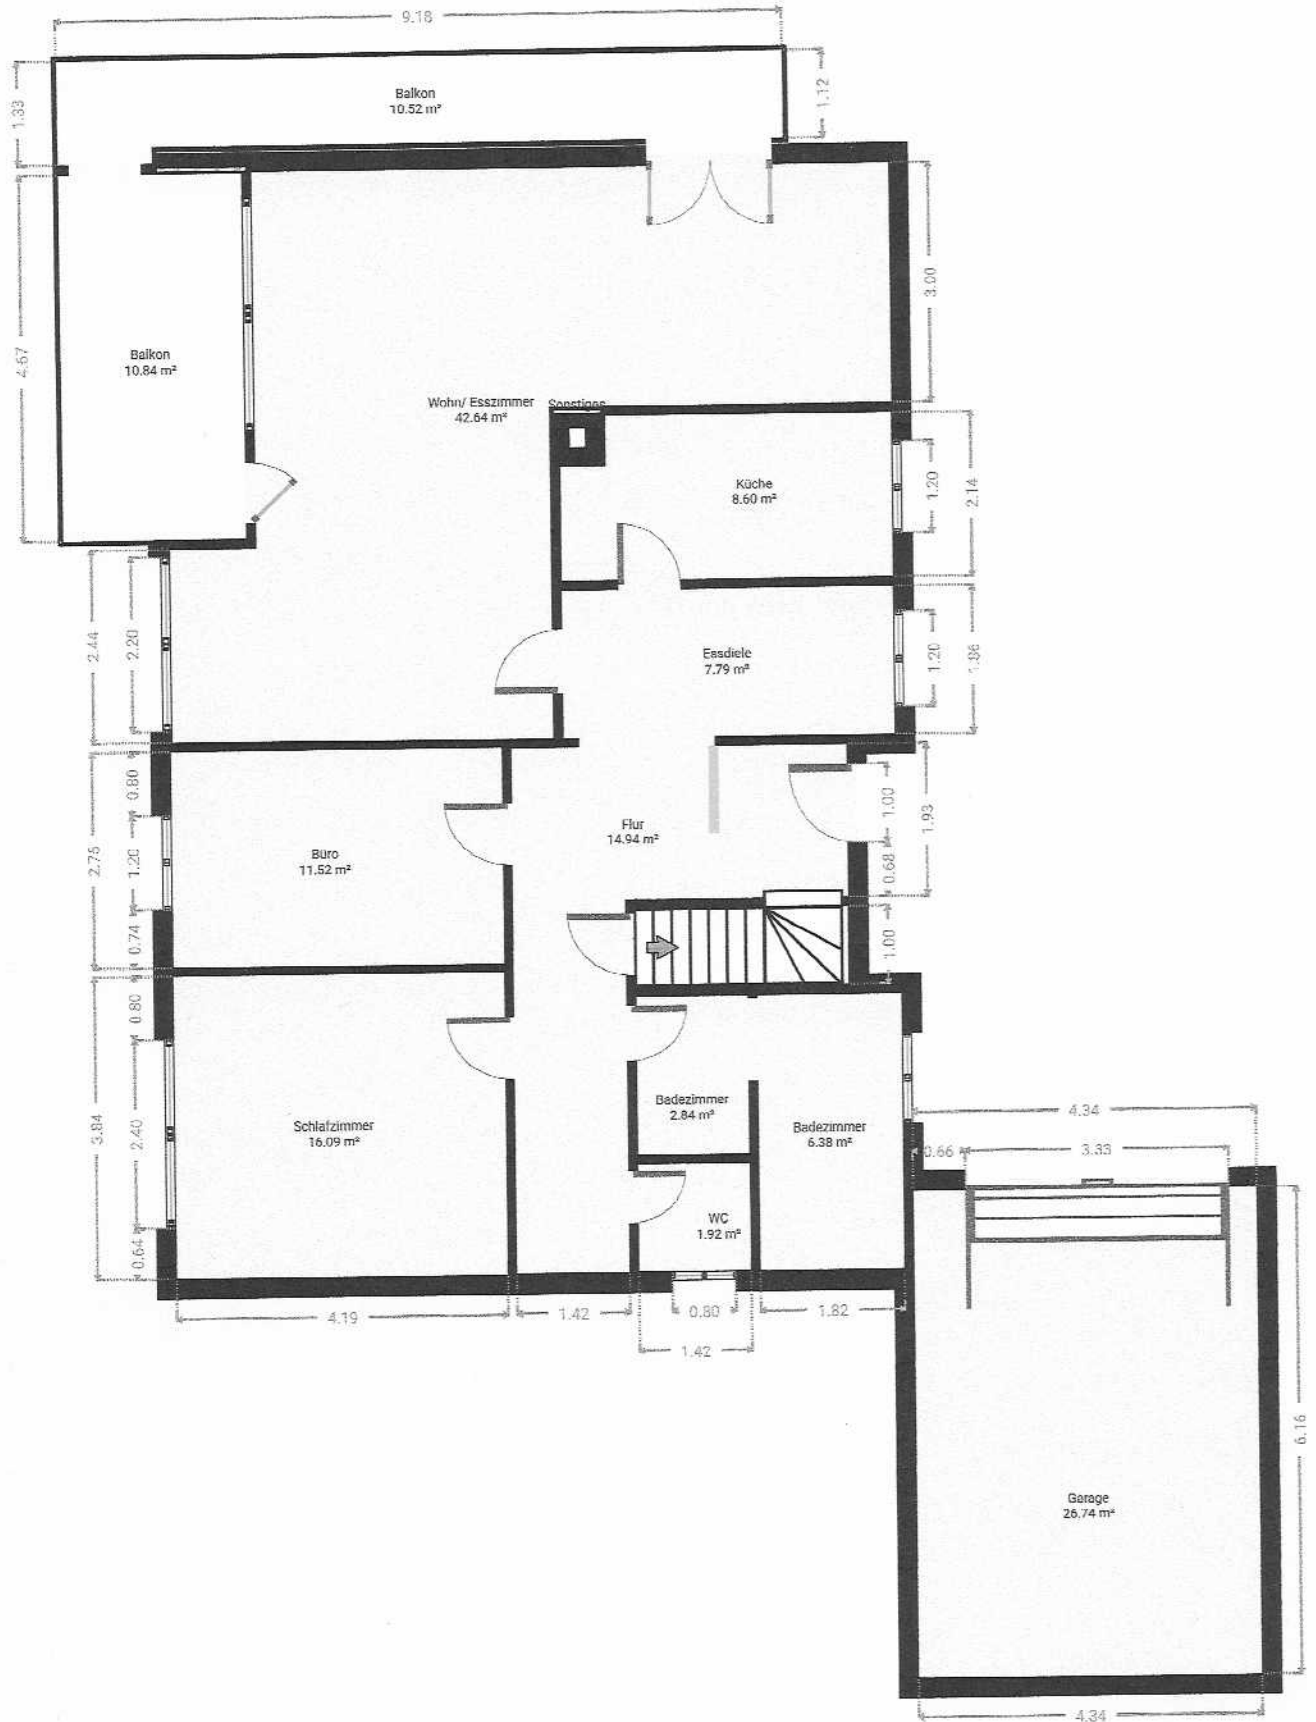 9.18
1.33
Balkon
10.52 m²
1.12
4.67
Balkon
10.84 m²
3.00
Wohn/ Esszimmer
42.64 m²
Sonstiges
Küche
8.60 m²
1.20
2.14
2.44
2.20
Essdiele
7.79 m²
1.20
1.86
0.80
2.75
1.20
0.74
Büro
11.52 m²
Flur
14.94 m²
1.00
0.68
1.93
1.00
0.80
3.84
2.40
0.64
Schlafzimmer
16.09 m²
Badezimmer
2.84 m²
Badezimmer
6.38 m²
WC
1.92 m²
4.34
0.66
3.33
4.19
1.42
0.80
1.82
1.42
6.16
Garage
26.74 m²
4.34